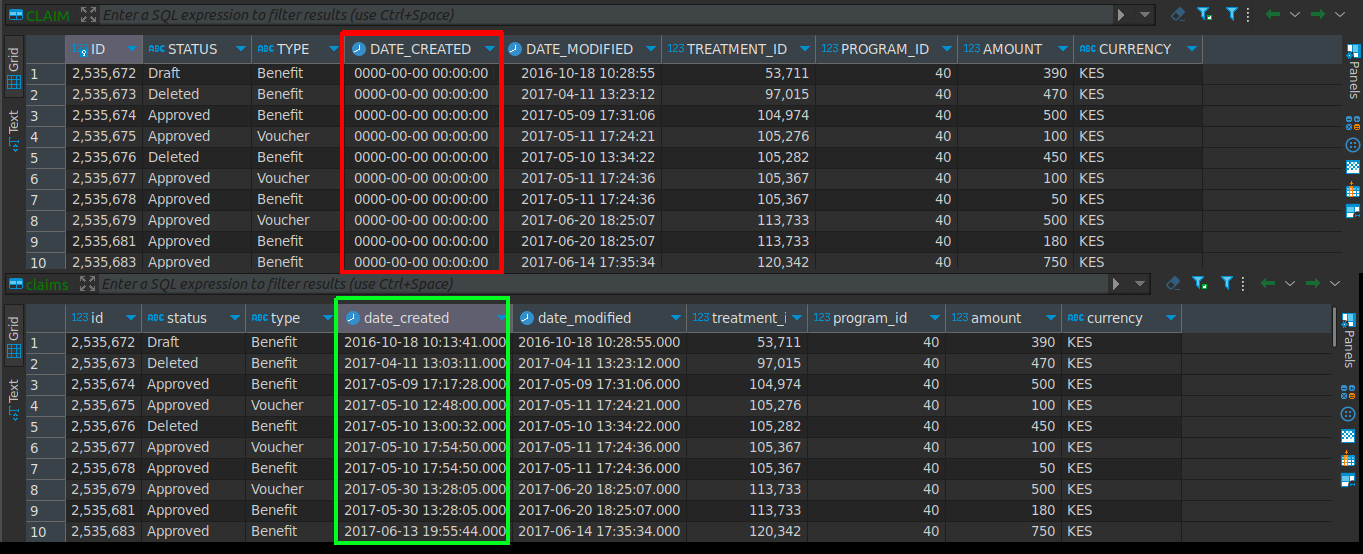 CLAIM Enter a SQL expression to filter results (use Ctrl+Space)
Grid
Text
Panels
123 ID ABC STATUS ABC TYPE DATE_CREATED DATE_MODIFIED 123 TREATMENT_ID 123 PROGRAM_ID 123 AMOUNT ABC CURRENCY
1 2,535,672 Draft Benefit 0000-00-00 00:00:00 2016-10-18 10:28:55 53,711 40 390 KES
2 2,535,673 Deleted Benefit 0000-00-00 00:00:00 2017-04-11 13:23:12 97,015 40 470 KES
3 2,535,674 Approved Benefit 0000-00-00 00:00:00 2017-05-09 17:31:06 104,974 40 500 KES
4 2,535,675 Approved Voucher 0000-00-00 00:00:00 2017-05-11 17:24:21 105,276 40 100 KES
5 2,535,676 Deleted Benefit 0000-00-00 00:00:00 2017-05-10 13:34:22 105,282 40 450 KES
6 2,535,677 Approved Voucher 0000-00-00 00:00:00 2017-05-11 17:24:36 105,367 40 100 KES
7 2,535,678 Approved Benefit 0000-00-00 00:00:00 2017-05-11 17:24:36 105,367 40 50 KES
8 2,535,679 Approved Voucher 0000-00-00 00:00:00 2017-06-20 18:25:07 113,733 40 500 KES
9 2,535,681 Approved Benefit 0000-00-00 00:00:00 2017-06-20 18:25:07 113,733 40 180 KES
10 2,535,683 Approved Benefit 0000-00-00 00:00:00 2017-06-14 17:35:34 120,342 40 750 KES
claims Enter a SQL expression to filter results (use Ctrl+Space)
Grid
Text
Panels
123 id ABC status ABC type date_created date_modified 123 treatment_i 123 program_id 123 amount ABC currency
1 2,535,672 Draft Benefit 2016-10-18 10:13:41.000 2016-10-18 10:28:55.000 53,711 40 390 KES
2 2,535,673 Deleted Benefit 2017-04-11 13:03:11.000 2017-04-11 13:23:12.000 97,015 40 470 KES
3 2,535,674 Approved Benefit 2017-05-09 17:17:28.000 2017-05-09 17:31:06.000 104,974 40 500 KES
4 2,535,675 Approved Voucher 2017-05-10 12:48:00.000 2017-05-11 17:24:21.000 105,276 40 100 KES
5 2,535,676 Deleted Benefit 2017-05-10 13:00:32.000 2017-05-10 13:34:22.000 105,282 40 450 KES
6 2,535,677 Approved Voucher 2017-05-10 17:54:50.000 2017-05-11 17:24:36.000 105,367 40 100 KES
7 2,535,678 Approved Benefit 2017-05-10 17:54:50.000 2017-05-11 17:24:36.000 105,367 40 50 KES
8 2,535,679 Approved Voucher 2017-05-30 13:28:05.000 2017-06-20 18:25:07.000 113,733 40 500 KES
9 2,535,681 Approved Benefit 2017-05-30 13:28:05.000 2017-06-20 18:25:07.000 113,733 40 180 KES
10 2,535,683 Approved Benefit 2017-06-13 19:55:44.000 2017-06-14 17:35:34.000 120,342 40 750 KES